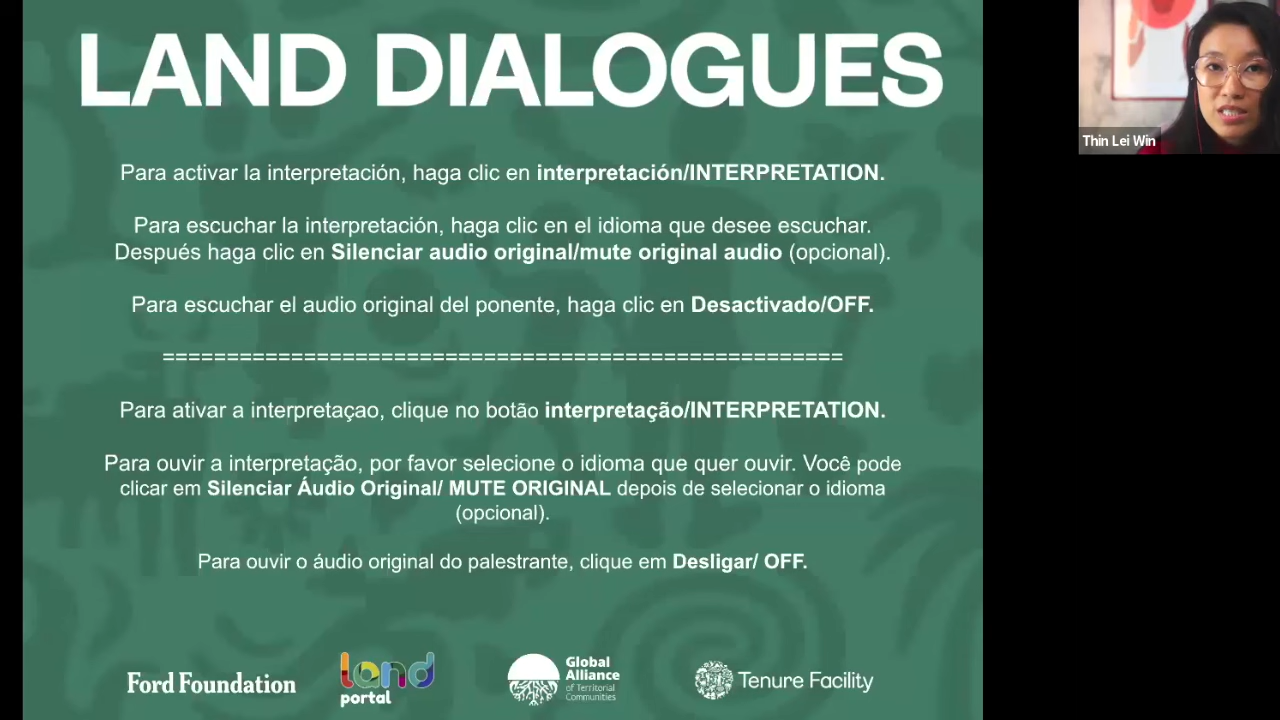 LAND DIALOGUES
Para activar la interpretación, haga clic en interpretación/INTERPRETATION.
Para escuchar la interpretación, haga clic en el idioma que desee escuchar.
Después haga clic en Silenciar audio original/mute original audio (opcional).
Para escuchar el audio original del ponente, haga clic en Desactivado/OFF.
=====================================================
Para ativar a interpretaçao, clique no botão interpretação/INTERPRETATION.
Para ouvir a interpretação, por favor selecione o idioma que quer ouvir. Você pode
clicar em Silenciar Áudio Original/ MUTE ORIGINAL depois de selecionar o idioma
(opcional).
Para ouvir o áudio original do palestrante, clique em Desligar/ OFF.
Ford Foundation
land
portal
Global
Alliance
of Territorial
Communities
Tenure Facility
Thin Lei Win